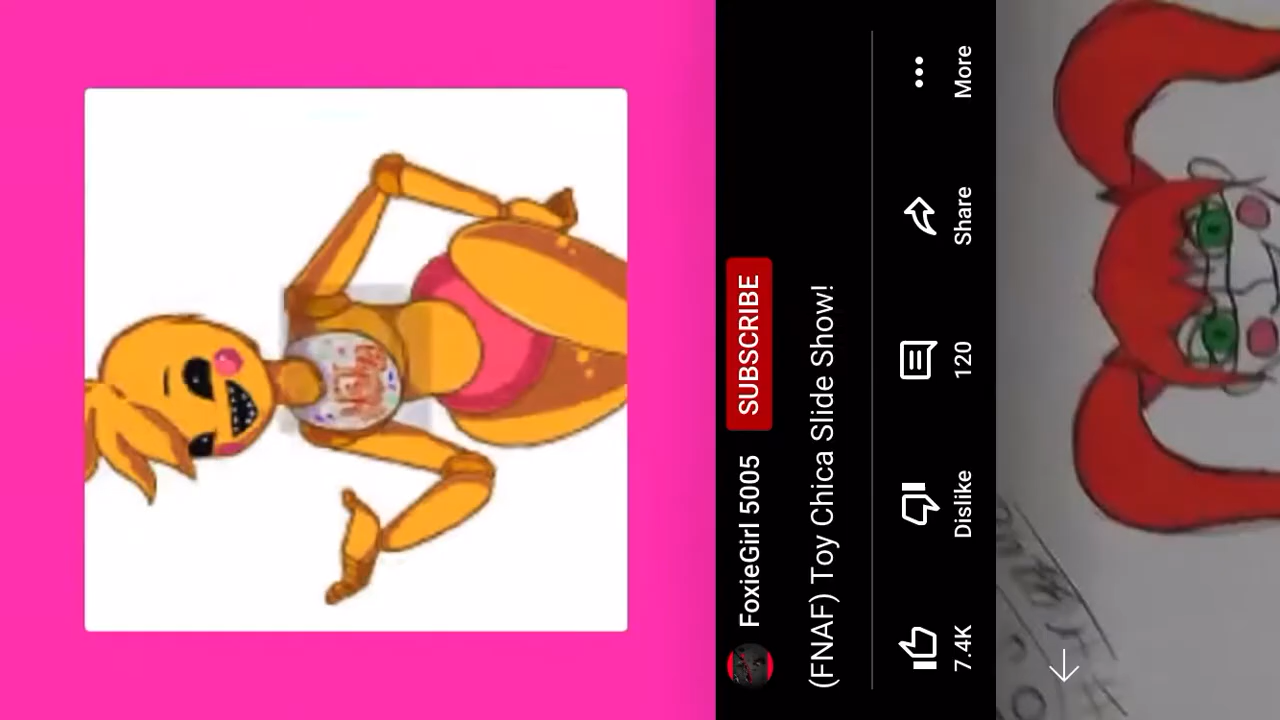 FoxieGirl 5005
SUBSCRIBE
(FNAF) Toy Chica Slide Show!
7.4K
Dislike
120
Share
More